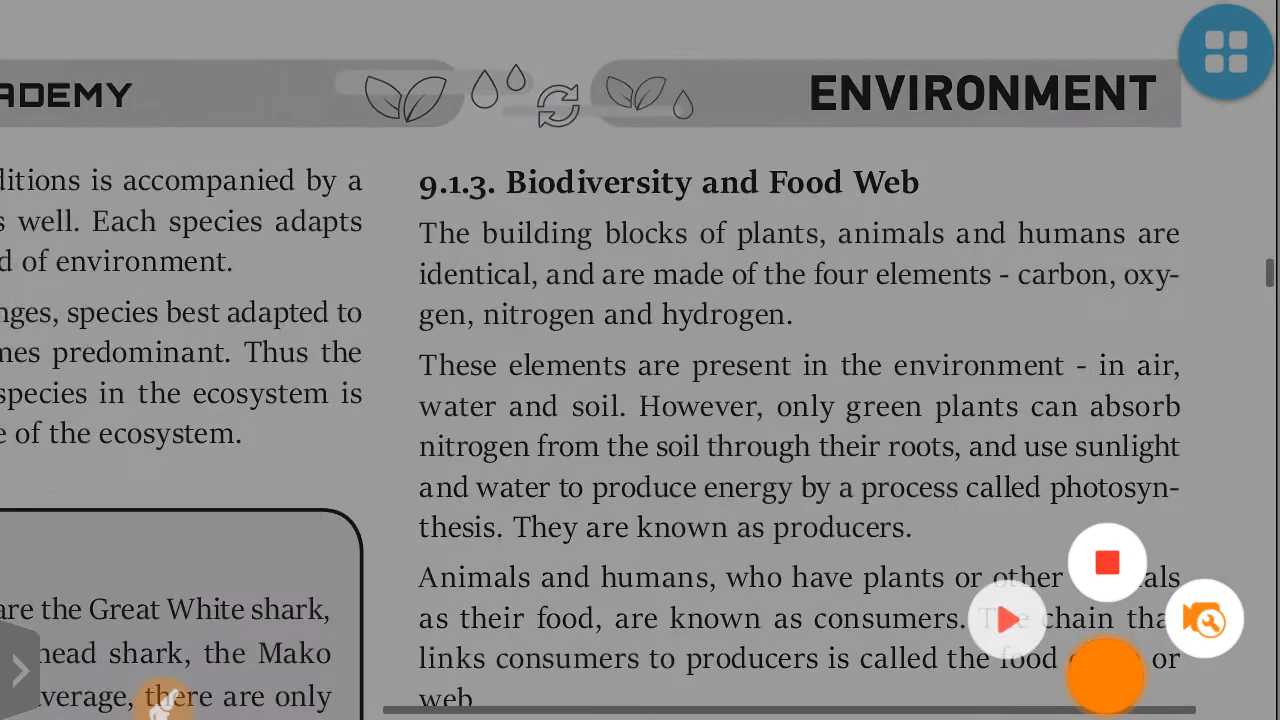 ADEMY
ENVIRONMENT
ditions is accompanied by a
s well. Each species adapts
d of environment.
nges, species best adapted to
mes predominant. Thus the
species in the ecosystem is
e of the ecosystem.
are the Great White shark,
head shark, the Mako
average, there are only
9.1.3. Biodiversity and Food Web
The building blocks of plants, animals and humans are
identical, and are made of the four elements - carbon, oxy-
gen, nitrogen and hydrogen.
These elements are present in the environment - in air,
water and soil. However, only green plants can absorb
nitrogen from the soil through their roots, and use sunlight
and water to produce energy by a process called photosyn-
thesis. They are known as producers.
Animals and humans, who have plants or other
as their food, are known as consumers. The chain that
links consumers to producers is called the food or
web